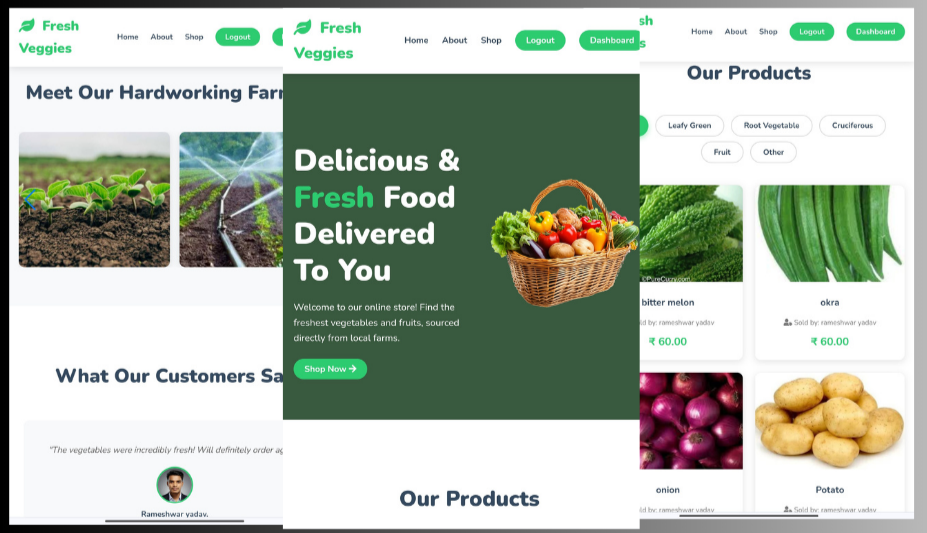 Fresh
Veggies
Home About Shop Logout
Meet Our Hardworking Farr
What Our Customers Sa
"The vegetables were incredibly fresh! Will definitely order ag
Rameshwar yadav.
Fresh
Veggies
Home About Shop Logout Dashboard
Delicious &
Fresh Food
Delivered
To You
Welcome to our online store! Find the
freshest vegetables and fruits, sourced
directly from local farms.
Shop Now →
Our Products
sh
s
Home About Shop Logout Dashboard
Our Products
Leafy Green Root Vegetable Cruciferous
Fruit Other
©PureCurry.com
bitter melon
ld by: rameshwar yadav
₹ 60.00
okra
Sold by: rameshwar yadav
₹ 60.00
onion
ld by: rameshwar yadav
Potato
Sold by: rameshwar yadav